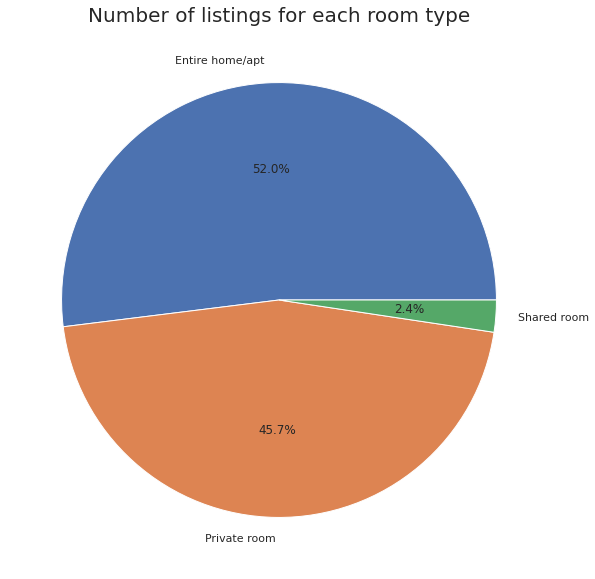 Number of listings for each room type
Entire home/apt
52.0%
2.4%
Shared room
45.7%
Private room